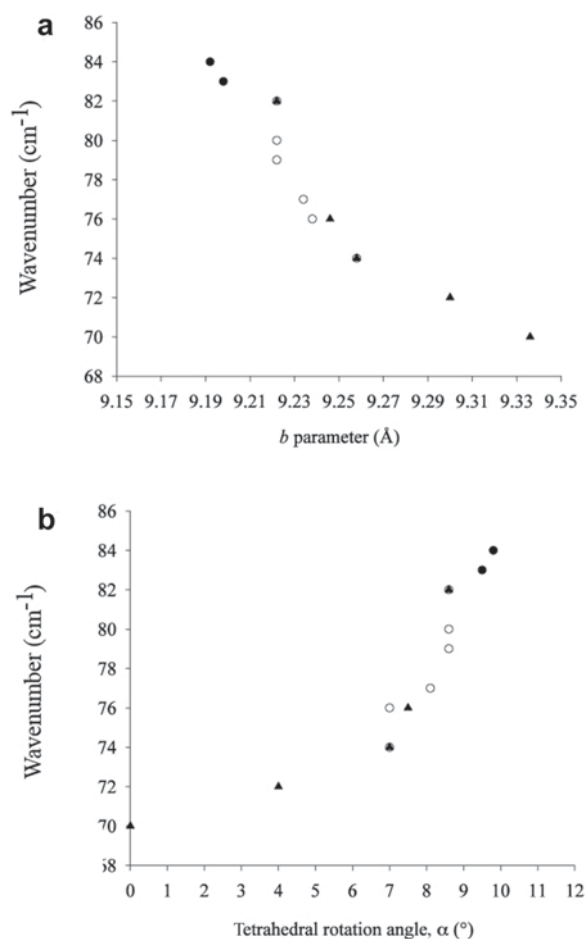 a
86
84
82
80
78
76
74
72
70
68
Wavenumber (cm-1)
9.15 9.17 9.19 9.21 9.23 9.25 9.27 9.29 9.31 9.33 9.35
b parameter (Å)
b
86
84
82
80
78
76
74
72
70
68
Wavenumber (cm-1)
0 1 2 3 4 5 6 7 8 9 10 11 12
Tetrahedral rotation angle, α (°)